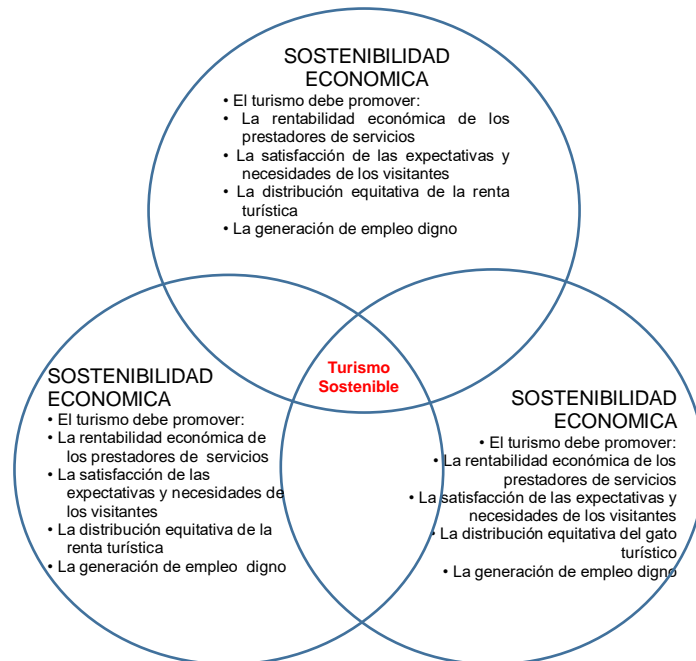 SOSTENIBILIDAD
ECONOMICA
• El turismo debe promover:
• La rentabilidad económica de los
prestadores de servicios
• La satisfacción de las expectativas y
necesidades de los visitantes
• La distribución equitativa de la renta
turística
• La generación de empleo digno
Turismo
Sostenible
SOSTENIBILIDAD
ECONOMICA
• El turismo debe promover:
• La rentabilidad económica de
los prestadores de servicios
• La satisfacción de las
expectativas y necesidades de
los visitantes
• La distribución equitativa de la
renta turística
• La generación de empleo digno
SOSTENIBILIDAD
ECONOMICA
• El turismo debe promover:
• La rentabilidad económica de los
prestadores de servicios
• La satisfacción de las expectativas y
necesidades de los visitantes
• La distribución equitativa del gato
turístico
• La generación de empleo digno